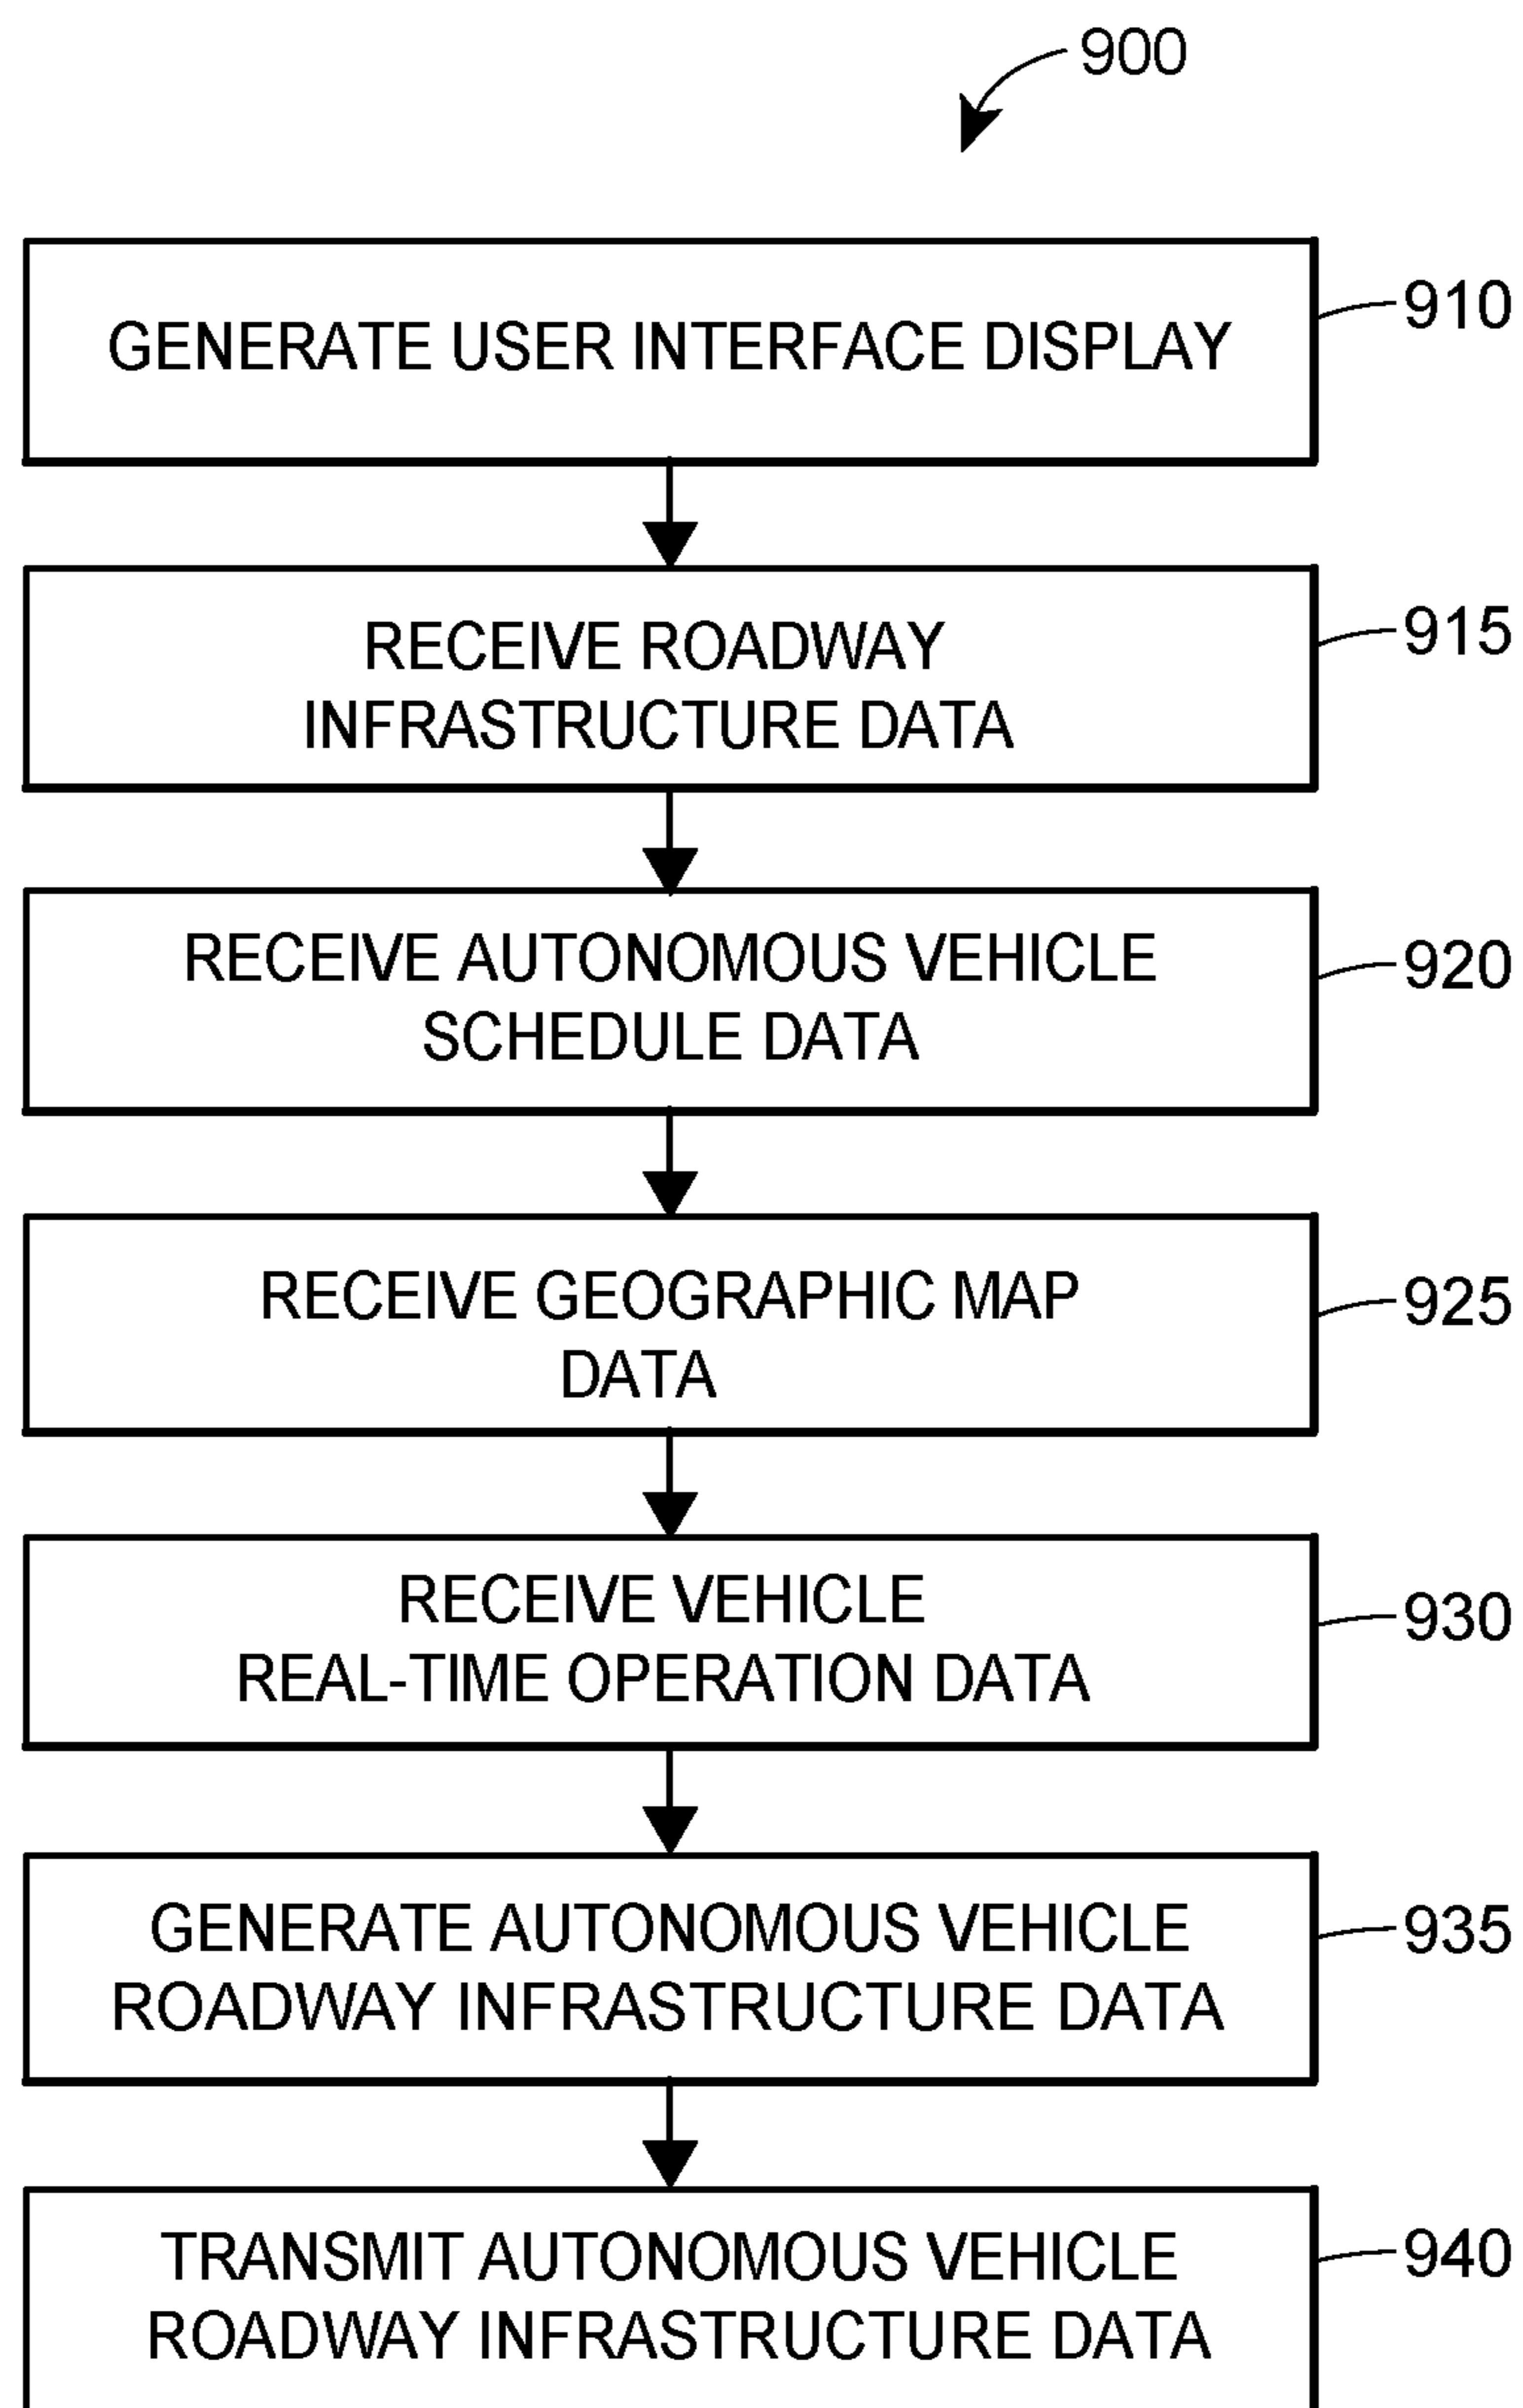 900
GENERATE USER INTERFACE DISPLAY
910
RECEIVE ROADWAY
INFRASTRUCTURE DATA
915
RECEIVE AUTONOMOUS VEHICLE
SCHEDULE DATA
920
RECEIVE GEOGRAPHIC MAP
DATA
925
RECEIVE VEHICLE
REAL-TIME OPERATION DATA
930
GENERATE AUTONOMOUS VEHICLE
ROADWAY INFRASTRUCTURE DATA
935
TRANSMIT AUTONOMOUS VEHICLE
ROADWAY INFRASTRUCTURE DATA
940